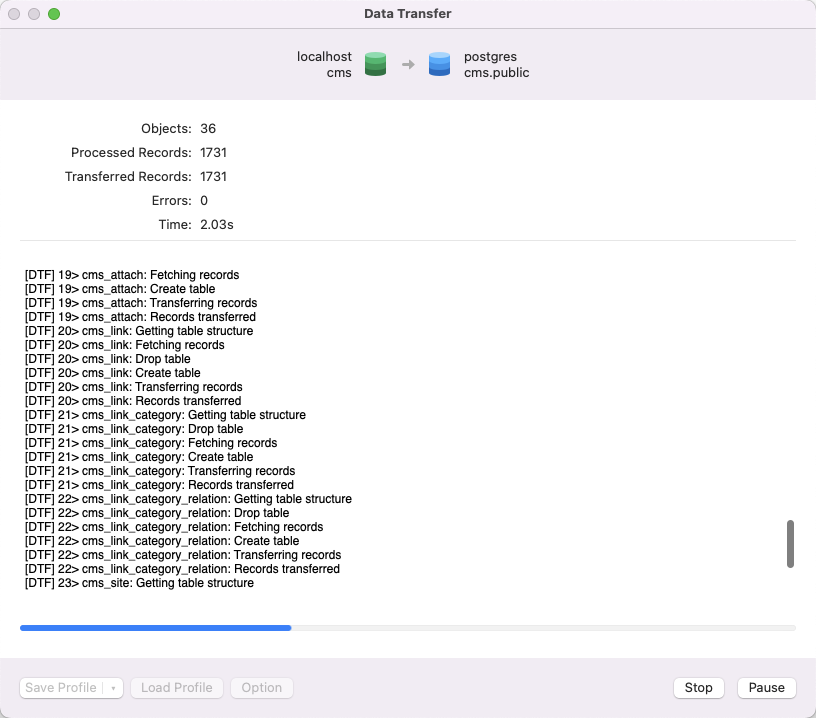 Data Transfer
localhost
cms
postgres
cms.public
Objects: 36
Processed Records: 1731
Transferred Records: 1731
Errors: 0
Time: 2.03s
[DTF] 19> cms_attach: Fetching records
[DTF] 19> cms_attach: Create table
[DTF] 19> cms_attach: Transferring records
[DTF] 19> cms_attach: Records transferred
[DTF] 20> cms_link: Getting table structure
[DTF] 20> cms_link: Fetching records
[DTF] 20> cms_link: Drop table
[DTF] 20> cms_link: Create table
[DTF] 20> cms_link: Transferring records
[DTF] 20> cms_link: Records transferred
[DTF] 21> cms_link_category: Getting table structure
[DTF] 21> cms_link_category: Drop table
[DTF] 21> cms_link_category: Fetching records
[DTF] 21> cms_link_category: Create table
[DTF] 21> cms_link_category: Transferring records
[DTF] 21> cms_link_category: Records transferred
[DTF] 22> cms_link_category_relation: Getting table structure
[DTF] 22> cms_link_category_relation: Drop table
[DTF] 22> cms_link_category_relation: Fetching records
[DTF] 22> cms_link_category_relation: Create table
[DTF] 22> cms_link_category_relation: Transferring records
[DTF] 22> cms_link_category_relation: Records transferred
[DTF] 23> cms_site: Getting table structure
Save Profile Load Profile Option Stop Pause